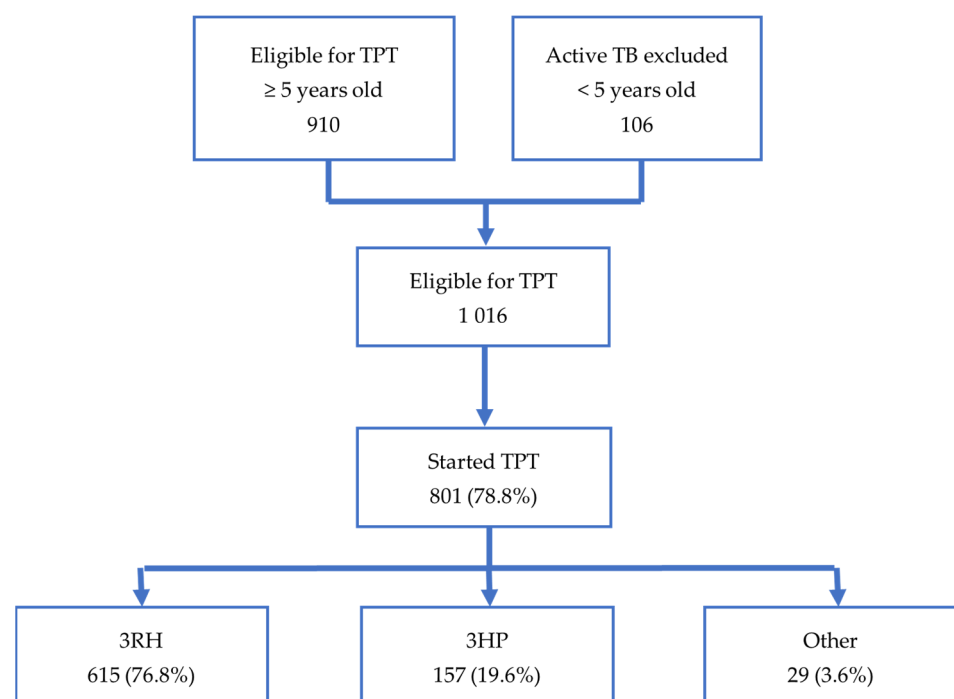 Eligible for TPT
≥ 5 years old
910
Active TB excluded
< 5 years old
106
Eligible for TPT
1 016
Started TPT
801 (78.8%)
3RH
615 (76.8%)
3HP
157 (19.6%)
Other
29 (3.6%)